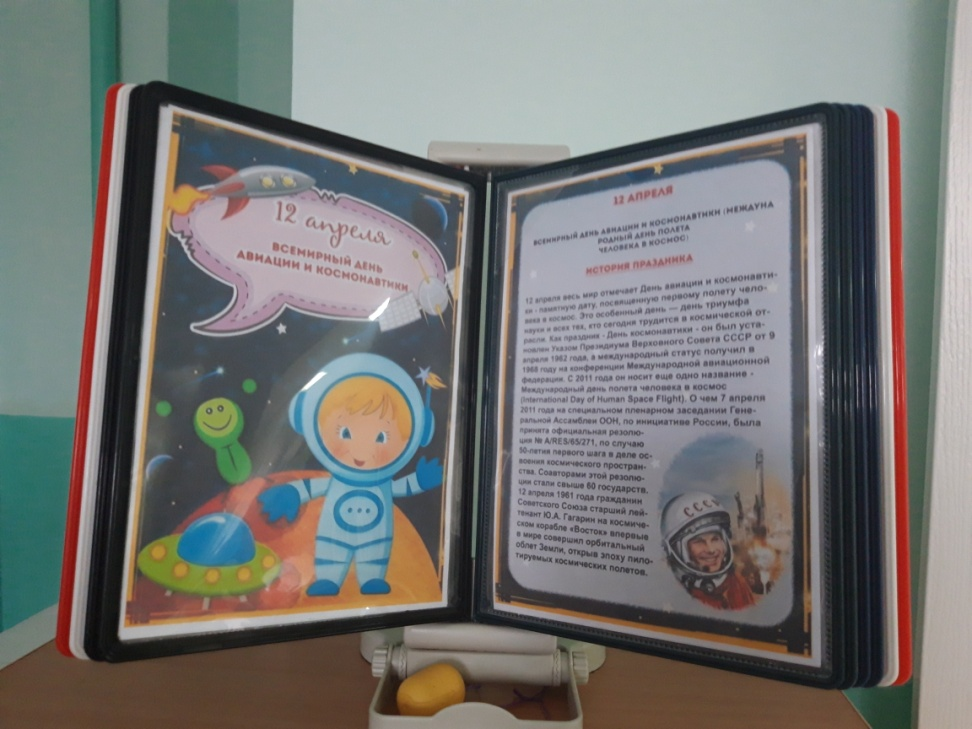 12 апреля
ВСЕМИРНЫЙ ДЕНЬ
АВИАЦИИ И КОСМОНАВТИКИ
12 АПРЕЛЯ
ВСЕМИРНЫЙ ДЕНЬ АВИАЦИИ И КОСМОНАВТИКИ (МЕЖДУНА
РОДНЫЙ ДЕНЬ ПОЛЕТА
ЧЕЛОВЕКА В КОСМОС)
ИСТОРИЯ ПРАЗДНИКА
12 апреля весь мир отмечает День авиации и космонавти-
ки - памятную дату, посвященную первому полету чело-
века в космос. Это особенный день — день триумфа
науки и всех тех, кто сегодня трудится в космической от-
расли. Как праздник - День космонавтики - он был уста-
новлен Указом Президиума Верховного Совета СССР от 9
апреля 1962 года, а международный статус получил в
1968 году на конференции Международной авиационной
федерации. С 2011 года он носит еще одно название -
Международный день полета человека в космос
(International Day of Human Space Flight). О чем 7 апреля
2011 года на специальном пленарном заседании Гене-
ральной Ассамблеи ООН, по инициативе России, была
принята официальная резолю-
ция № A/RES/65/271, по случаю
50-летия первого шага в деле ос-
воения космического простран-
ства. Соавторами этой резолю-
ции стали свыше 60 государств.
12 апреля 1961 года гражданин
Советского Союза старший лей-
тенант Ю.А. Гагарин на космиче-
ском корабле «Восток» впервые
в мире совершил орбитальный
облет Земли, открыв эпоху пило-
тируемых космических полетов.
СССР